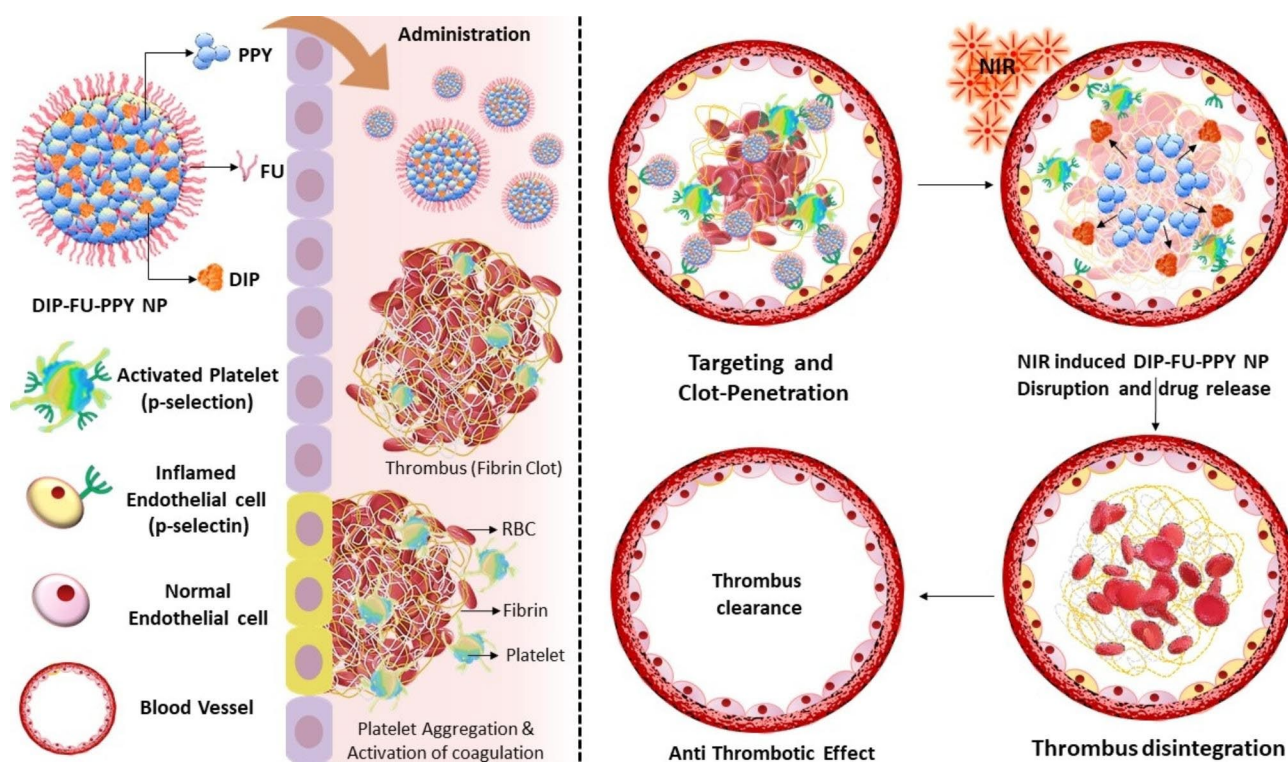 PPY
FU
DIP
DIP-FU-PPY NP
Activated Platelet
(p-selection)
Inflamed
Endothelial cell
(p-selectin)
Normal
Endothelial cell
Blood Vessel
Administration
Thrombus (Fibrin Clot)
RBC
Fibrin
Platelet
Platelet Aggregation &
Activation of coagulation
Targeting and
Clot-Penetration
NIR
NIR induced DIP-FU-PPY NP
Disruption and drug release
Thrombus
clearance
Anti Thrombotic Effect
Thrombus disintegration